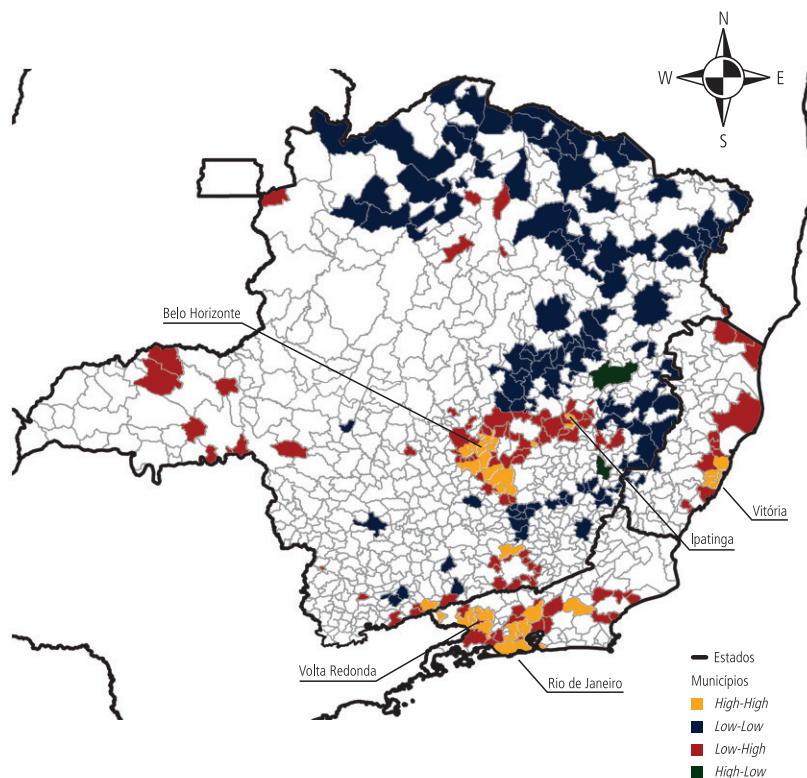 N
W
E
S
Belo Horizonte
Vitória
Ipatinga
Volta Redonda
Rio de Janeiro
Estados
Municípios
High-High
Low-Low
Low-High
High-Low